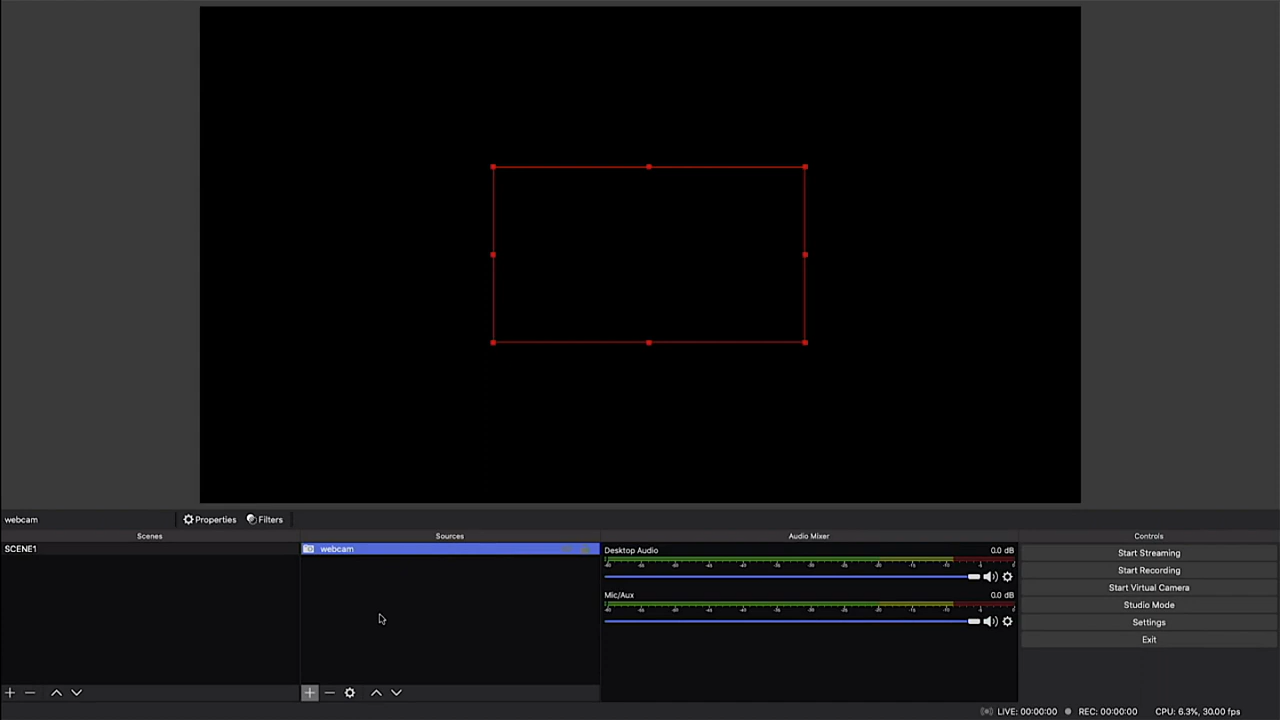 webcam Properties Filters
Scenes Sources Audio Mixer Controls
SCENE1 webcam Desktop Audio 0.0 dB Start Streaming
Start Recording
Start Virtual Camera
Mic/Aux 0.0 dB
Studio Mode
Settings
Exit
LIVE: 00:00:00 REC: 00:00:00 CPU: 6.3%, 30.00 fps